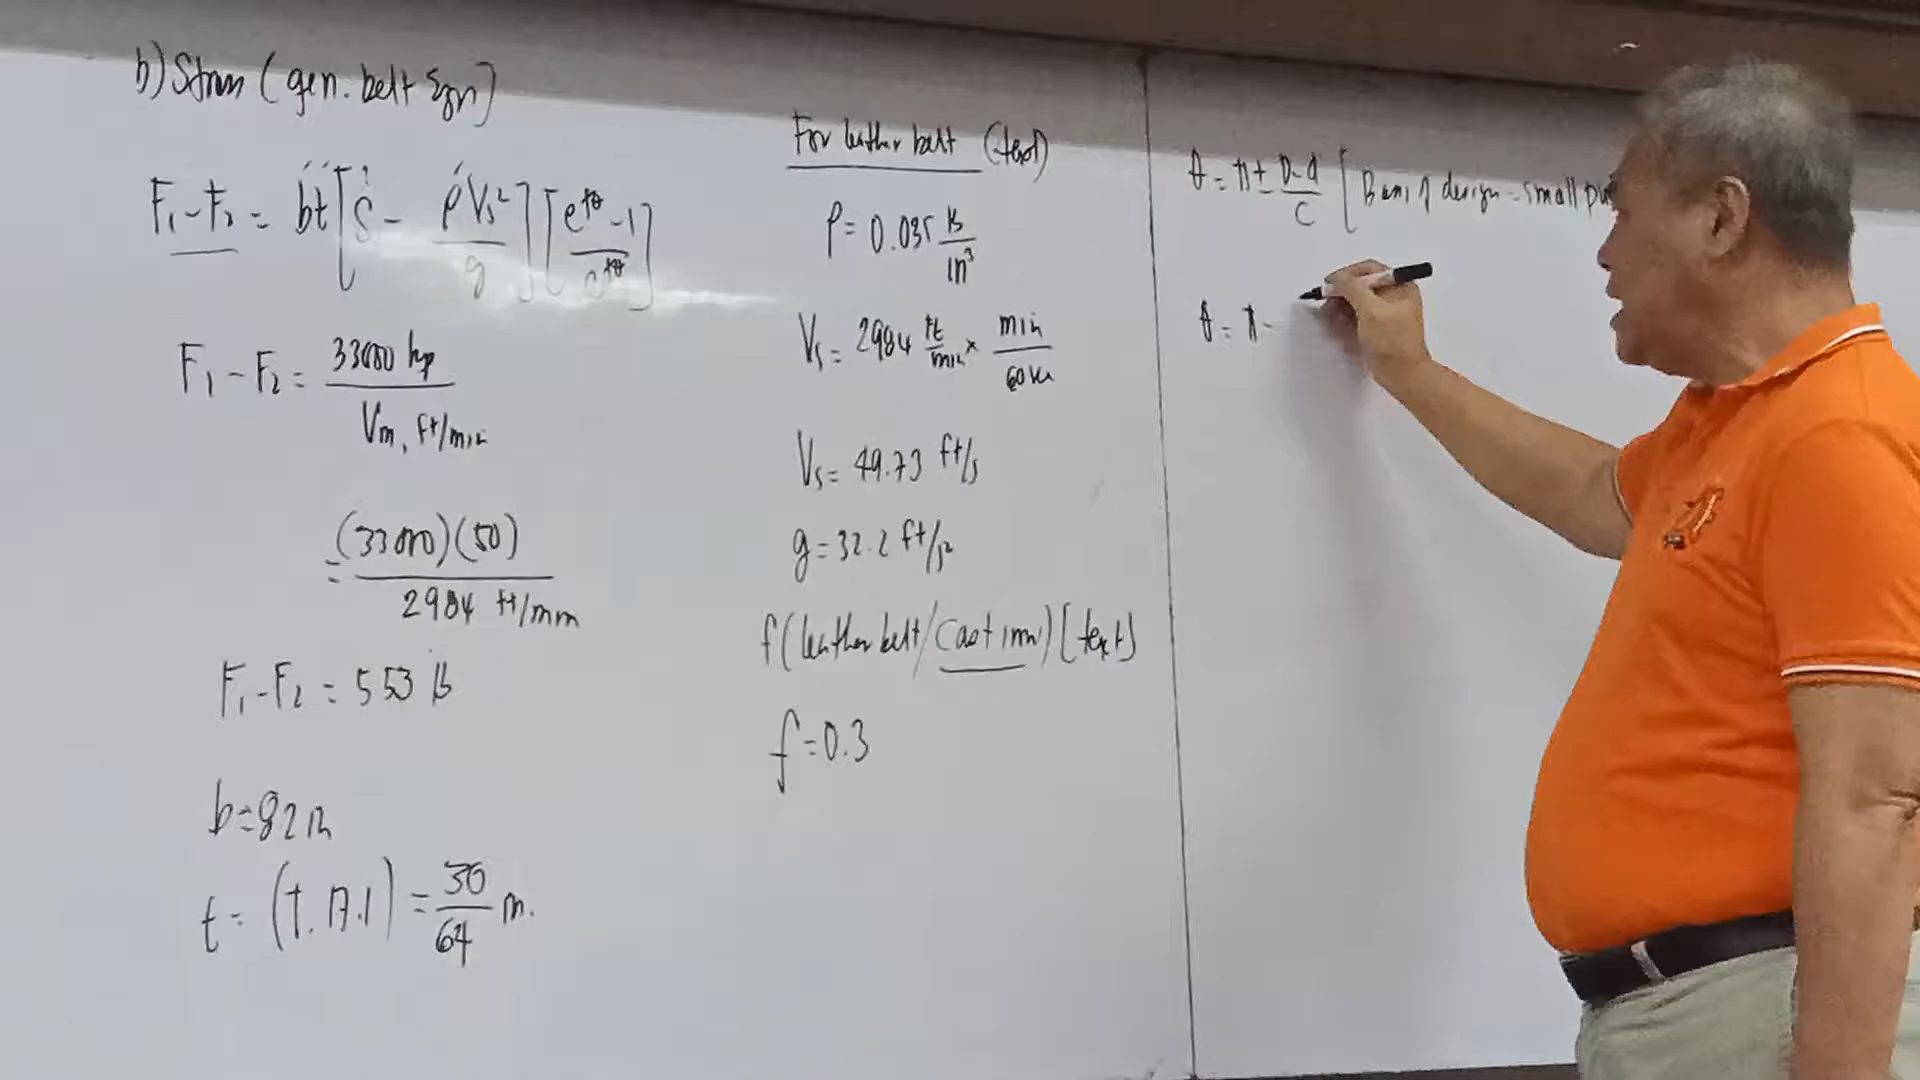 b) Stress (gen. belt Eqn)
F₁-F₂ = bt[S - ρVs²/g][e^fθ - 1/e^fθ]
F₁ - F₂ = 33000 hp/Vm, ft/min
= (33000)(50)/2984 ft/min
F₁-F₂ = 553 lb
b=82in
t = (T. 17.1) = 30/64 in.
For leather belt (text)
ρ = 0.035 lb/in³
Vs = 2984 ft/min × min/60 sec
Vs = 49.73 ft/s
g = 32.2 ft/s²
f (leather belt/cast iron) [text]
f = 0.3
θ = π ± D-d/C [Basis of design = small
θ = π -